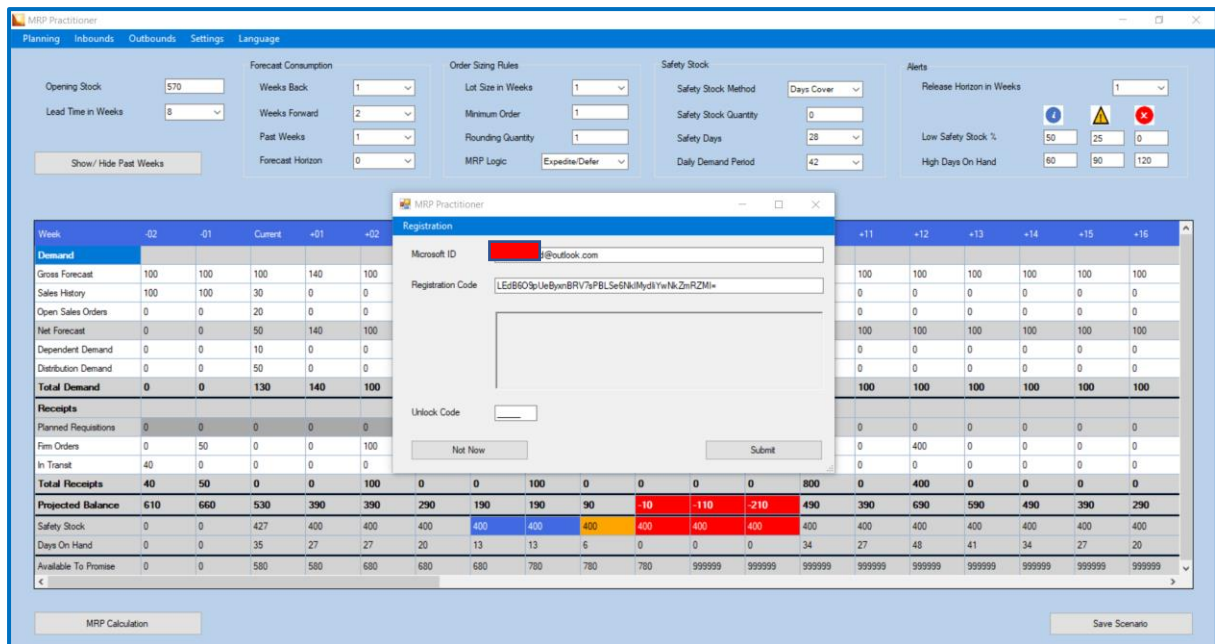 MRP Practitioner
Planning Inbounds Outbounds Settings Language
Forecast Consumption Order Sizing Rules Safety Stock Alerts
Opening Stock 570 Weeks Back 1 Lot Size in Weeks 1 Safety Stock Method Days Cover Release Horizon in Weeks 1
Lead Time in Weeks 8 Weeks Forward 2 Minimum Order 1 Safety Stock Quantity 0
Past Weeks 1 Rounding Quantity 1 Safety Days 28 Low Safety Stock % 50 25 0
Show/ Hide Past Weeks Forecast Horizon 0 MRP Logic Expedite/Defer Daily Demand Period 42 High Days On Hand 60 90 120
MRP Practitioner
Registration
Microsoft ID d@outlook.com
Registration Code
Unlock Code
Not Now Submit
Week -02 -01 Current +01 +02 +11 +12 +13 +14 +15 +16
Demand
Gross Forecast 100 100 100 140 100 100 100 100 100 100 100
Sales History 100 100 30 0 0 0 0 0 0 0 0
Open Sales Orders 0 0 20 0 0 0 0 0 0 0 0
Net Forecast 0 0 50 140 100 100 100 100 100 100 100
Dependent Demand 0 0 10 0 0 0 0 0 0 0 0
Distribution Demand 0 0 50 0 0 0 0 0 0 0 0
Total Demand 0 0 130 140 100 100 100 100 100 100 100
Receipts
Planned Requisitions 0 0 0 0 0 0 0 0 0 0 0
Firm Orders 0 50 0 0 100 0 400 0 0 0 0
In Transit 40 0 0 0 0 0 0 0 0 0 0
Total Receipts 40 50 0 0 100 0 0 100 0 0 0 0 800 0 400 0 0 0 0
Projected Balance 610 660 530 390 390 290 190 190 90 -10 -110 -210 490 390 690 590 490 390 290
Safety Stock 0 0 427 400 400 400 400 400 400 400 400 400 400 400 400 400 400 400 400
Days On Hand 0 0 35 27 27 20 13 13 6 0 0 0 34 27 48 41 34 27 20
Available To Promise 0 0 580 580 680 680 680 780 780 780 999999 999999 999999 999999 999999 999999 999999 999999 999999
MRP Calculation Save Scenario